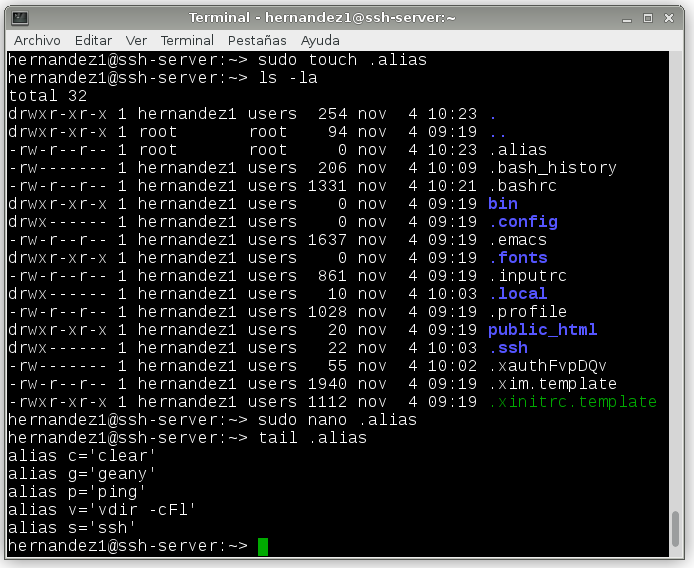 Terminal - hernandez1@ssh-server:~
Archivo Editar Ver Terminal Pestañas Ayuda
hernandez1@ssh-server:~> sudo touch .alias
hernandez1@ssh-server:~> ls -la
total 32
drwxr-xr-x 1 hernandez1 users  254 nov  4 10:23 .
drwxr-xr-x 1 root       root    94 nov  4 09:19 ..
-rw-r--r-- 1 root       root     0 nov  4 10:23 .alias
-rw------- 1 hernandez1 users  206 nov  4 10:09 .bash_history
-rw-r--r-- 1 hernandez1 users 1331 nov  4 10:21 .bashrc
drwxr-xr-x 1 hernandez1 users    0 nov  4 09:19 bin
drwx------ 1 hernandez1 users    0 nov  4 09:19 .config
-rw-r--r-- 1 hernandez1 users 1637 nov  4 09:19 .emacs
drwxr-xr-x 1 hernandez1 users    0 nov  4 09:19 .fonts
-rw-r--r-- 1 hernandez1 users  861 nov  4 09:19 .inputrc
drwx------ 1 hernandez1 users   10 nov  4 10:03 .local
-rw-r--r-- 1 hernandez1 users 1028 nov  4 09:19 .profile
drwxr-xr-x 1 hernandez1 users   20 nov  4 09:19 public_html
drwx------ 1 hernandez1 users   22 nov  4 10:03 .ssh
-rw------- 1 hernandez1 users   55 nov  4 10:02 .xauthFvpDQv
-rw-r--r-- 1 hernandez1 users 1940 nov  4 09:19 .xim.template
-rwxr-xr-x 1 hernandez1 users 1112 nov  4 09:19 .xinitrc.template
hernandez1@ssh-server:~> sudo nano .alias
hernandez1@ssh-server:~> tail .alias
alias c='clear'
alias g='geany'
alias p='ping'
alias v='vdir -cFl'
alias s='ssh'
hernandez1@ssh-server:~>